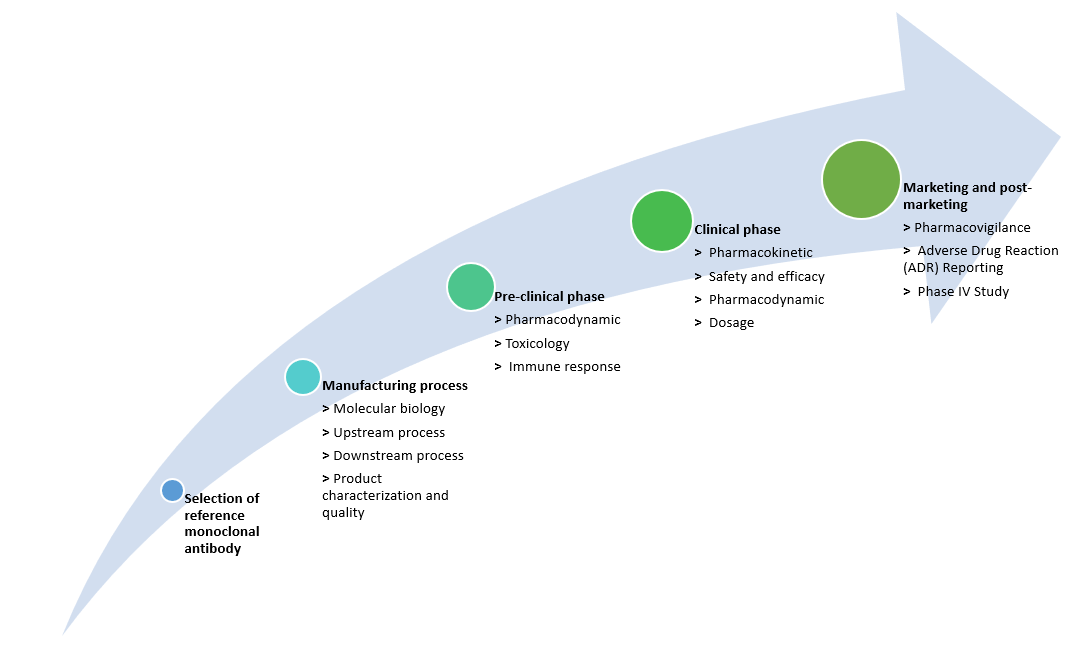 Selection of
reference
monoclonal
antibody
Manufacturing process
> Molecular biology
> Upstream process
> Downstream process
> Product
characterization and
quality
Pre-clinical phase
> Pharmacodynamic
> Toxicology
> Immune response
Clinical phase
> Pharmacokinetic
> Safety and efficacy
> Pharmacodynamic
> Dosage
Marketing and post-
marketing
> Pharmacovigilance
> Adverse Drug Reaction
(ADR) Reporting
> Phase IV Study